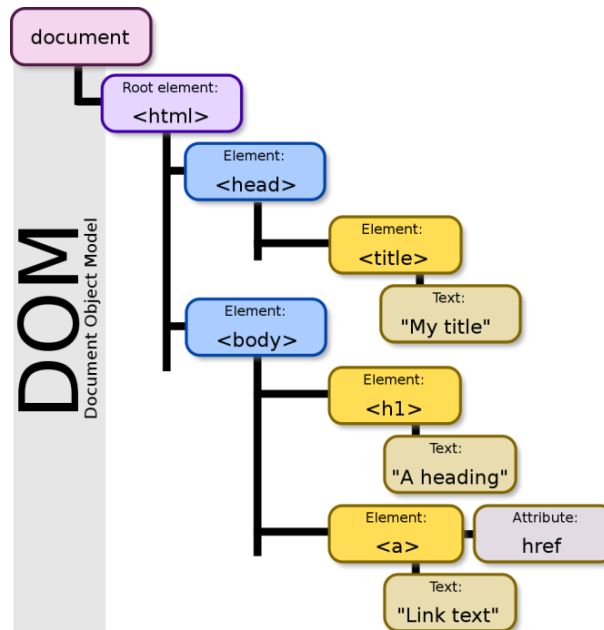 document
Root element:
<html>
Element:
<head>
Element:
<title>
Text:
"My title"
Element:
<body>
Element:
<h1>
Text:
"A heading"
Element:
<a>
Attribute:
href
Text:
"Link text"
DOM
Document Object Model